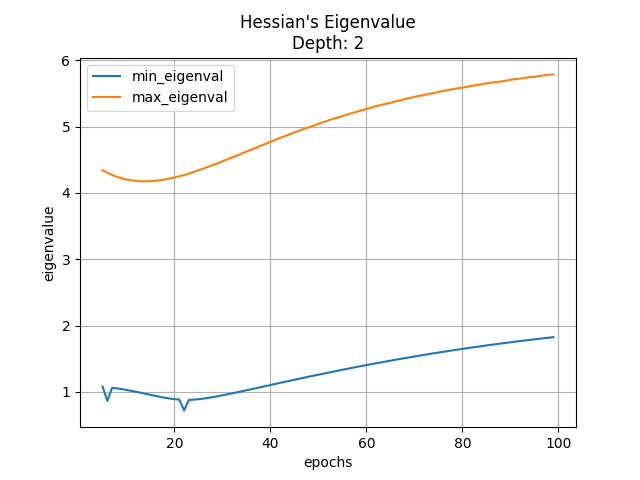 Hessian's Eigenvalue
Depth: 2
min_eigenval
max_eigenval
eigenvalue
6
5
4
3
2
1
20 40 60 80 100
epochs